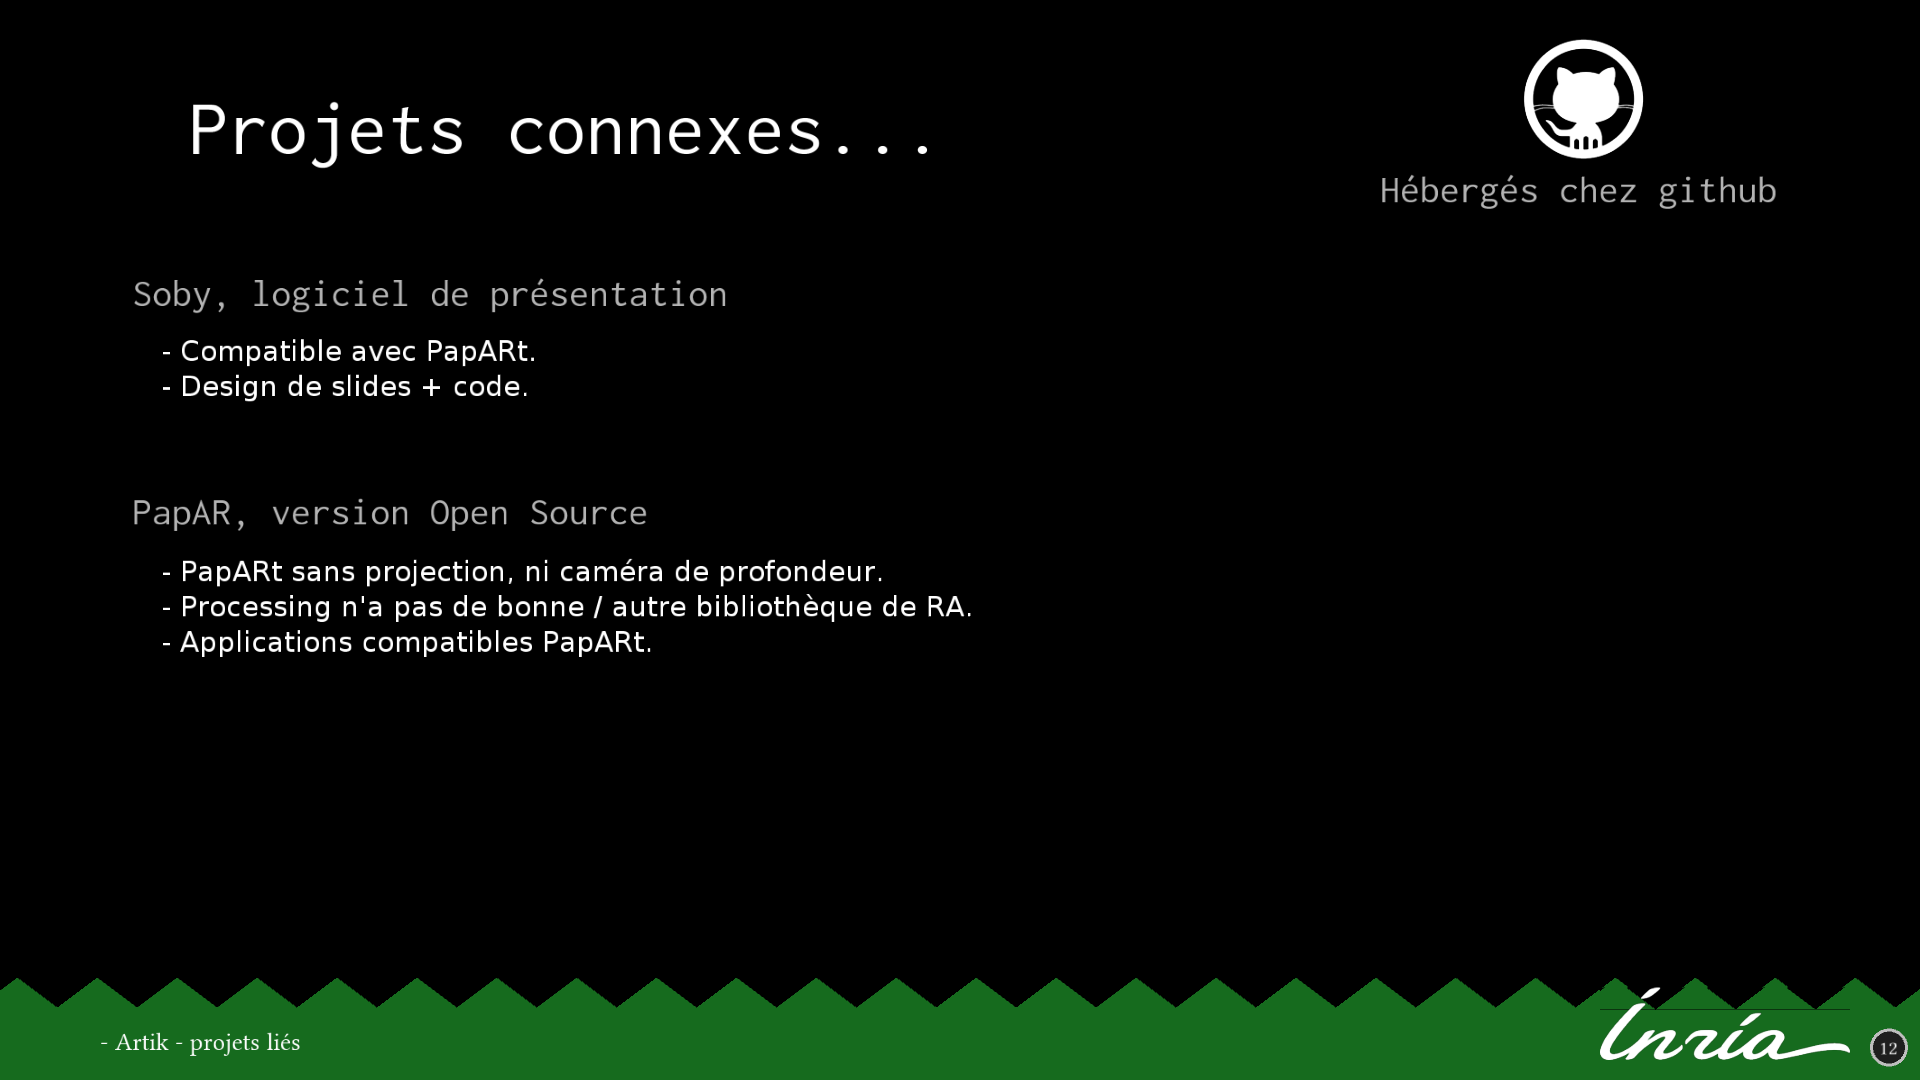 Projets connexes...
Hébergés chez github
Soby, logiciel de présentation
- Compatible avec PapARt.
- Design de slides + code.
PapAR, version Open Source
- PapARt sans projection, ni caméra de profondeur.
- Processing n'a pas de bonne / autre bibliothèque de RA.
- Applications compatibles PapARt.
- Artik - projets liés
Inria
12